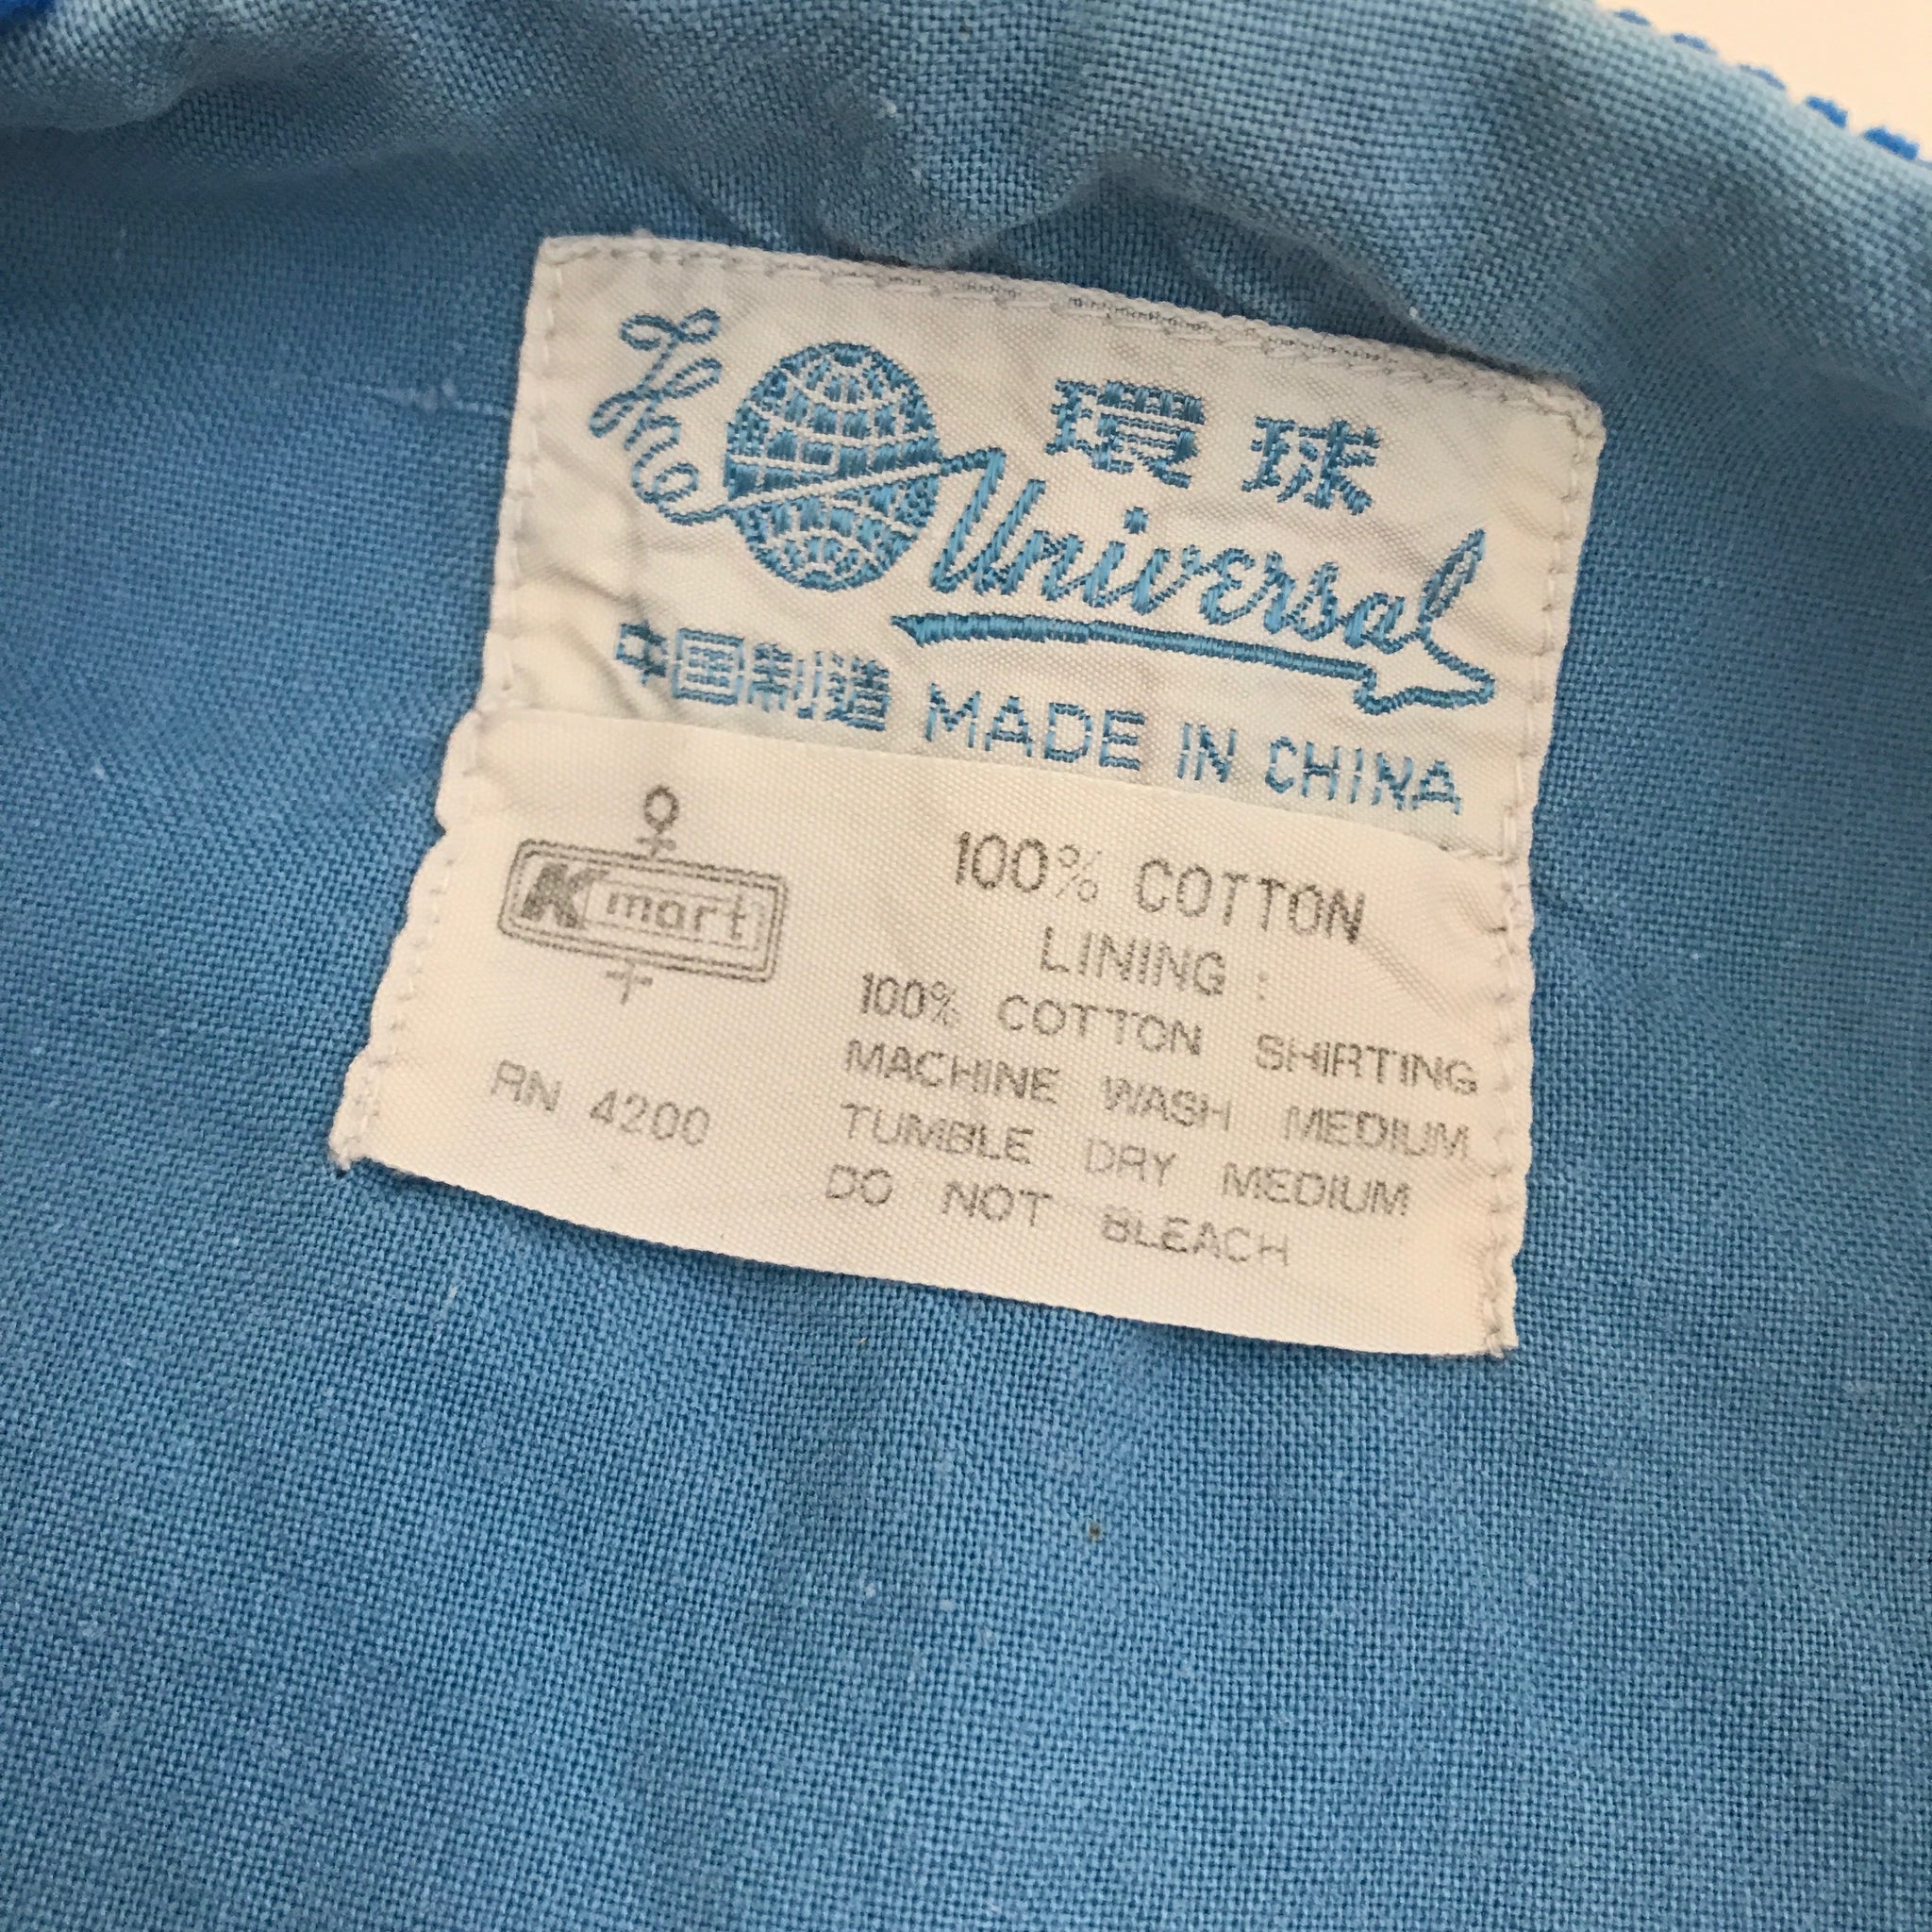 環球
The Universal
中国制造 MADE IN CHINA
Kmart
100% COTTON
LINING :
100% COTTON SHIRTING
MACHINE WASH MEDIUM
TUMBLE DRY MEDIUM
DO NOT BLEACH
RN 4200